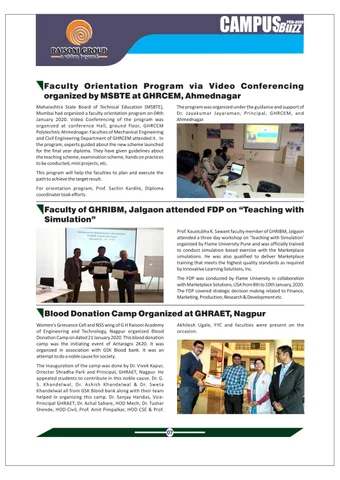 CAMPUS BUZZ
FEB-2020
RAISONI GROUP
a vision beyond
Faculty Orientation Program via Video Conferencing
organized by MSBTE at GHRCEM, Ahmednagar
Maharashtra State Board of Technical Education (MSBTE),
Mumbai had organized a faculty orientation program on 04th
January 2020. Video Conferencing of the program was
organized at conference Hall, ground Floor, GHRCEM
Polytechnic Ahmednagar. Faculties of Mechanical Engineering
and Civil Engineering Department of GHRCEM attended it. In
the program, experts guided about the new scheme launched
for the final year diploma. They have given guidelines about
the teaching scheme, examination scheme, hands on practices
to be conducted, mini projects, etc.
This program will help the faculties to plan and execute the
path to achieve the target result.
For orientation program, Prof. Sachin Kardile, Diploma
coordinator took efforts.
The program was organized under the guidance and support of
Dr. Jayakumar Jayaraman, Principal, GHRCEM, and
Ahmednagar.
Faculty of GHRIBM, Jalgaon attended FDP on “Teaching with
Simulation”
Prof. Kaustubha K. Sawant faculty member of GHRIBM, Jalgaon
attended a three day workshop on 'Teaching with Simulation'
organized by Flame University Pune and was officially trained
to conduct simulation based exercise with the Marketplace
simulations. He was also qualified to deliver Marketplace
training that meets the highest quality standards as required
by Innovative Learning Solutions, Inc.
The FDP was conducted by Flame University in collaboration
with Marketplace Solutions, USA from 8th to 10th January, 2020.
The FDP covered strategic decision making related to Finance,
Marketing, Production, Research & Development etc.
Blood Donation Camp Organized at GHRAET, Nagpur
Women's Grievance Cell and NSS wing of G H Raisoni Academy
of Engineering and Technology, Nagpur organized Blood
Donation Camp on dated 21 January 2020. This blood donation
camp was the initiating event of Antaragni 2K20. It was
organized in association with GSK Blood bank. It was an
attempt to do a noble cause for society.
The inauguration of the camp was done by Dr. Vivek Kapur,
Director Shradha Park and Principal, GHRAET, Nagpur. He
appealed students to contribute in this noble cause. Dr. G.
S. Khandelwal, Dr. Ashish Khandelwal & Dr. Sweta
Khandelwal all from GSK Blood bank along with their team
helped in organizing this camp. Dr. Sanjay Haridas, Vice-
Principal GHRAET, Dr. Achal Sahare, HOD Mech; Dr. Tushar
Shende, HOD Civil, Prof. Amit Pimpalkar, HOD CSE & Prof.
Akhilesh Ugale, FYC and faculties were present on the
occasion.
07